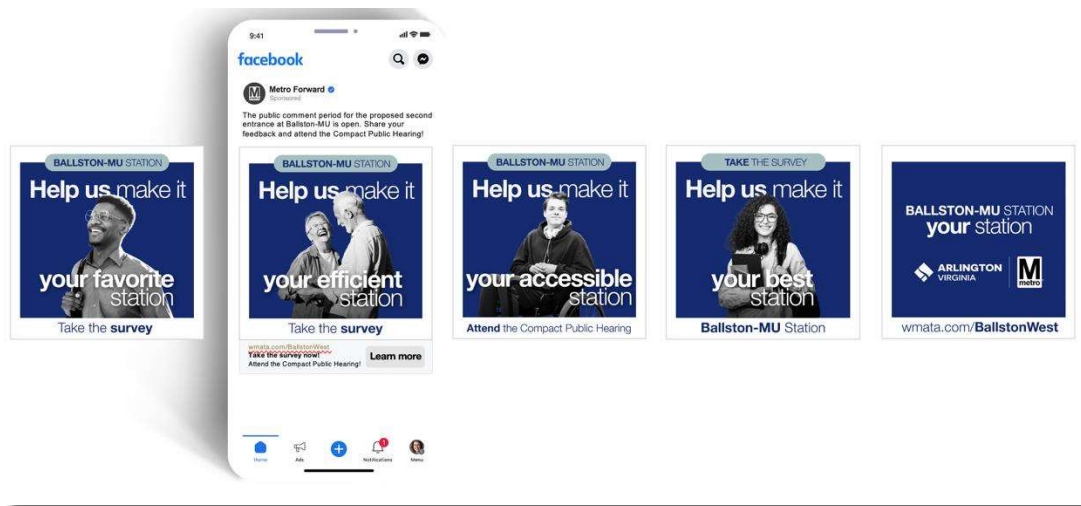 9:41
facebook
Metro Forward
Sponsored
The public comment period for the proposed second
entrance at Ballston-MU is open. Share your
feedback and attend the Compact Public Hearing!
BALLSTON-MU STATION
Help us make it
your favorite
station
Take the survey
BALLSTON-MU STATION
Help us make it
your efficient
station
Take the survey
wmata.com/BallstonWest
Take the survey now!
Attend the Compact Public Hearing!
Learn more
1
Home
Ads
Notifications
Menu
BALLSTON-MU STATION
Help us make it
your accessible
station
Attend the Compact Public Hearing
TAKE THE SURVEY
Help us make it
your best
station
Ballston-MU Station
BALLSTON-MU STATION
your station
ARLINGTON
VIRGINIA
M
metro
wmata.com/BallstonWest